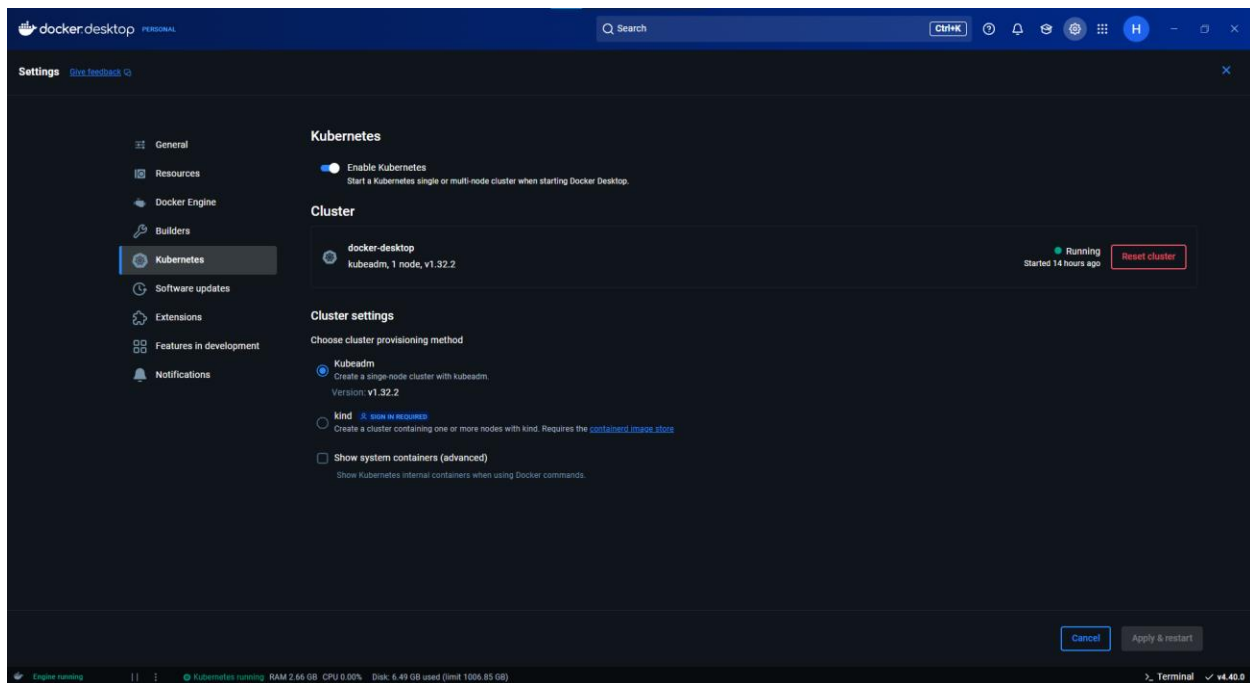 docker.desktop PERSONAL
Search
Ctrl+K
H
Settings Give feedback
General
Resources
Docker Engine
Builders
Kubernetes
Software updates
Extensions
Features in development
Notifications
Kubernetes
Enable Kubernetes
Start a Kubernetes single or multi-node cluster when starting Docker Desktop.
Cluster
docker-desktop
kubeadm, 1 node, v1.32.2
Running
Started 14 hours ago
Reset cluster
Cluster settings
Choose cluster provisioning method
Kubeadm
Create a singe-node cluster with kubeadm.
Version: v1.32.2
kind SIGN IN REQUIRED
Create a cluster containing one or more nodes with kind. Requires the containerd image store
Show system containers (advanced)
Show Kubernetes internal containers when using Docker commands.
Cancel
Apply & restart
Engine running Kubernetes running RAM 2.66 GB CPU 0.00% Disk: 6.49 GB used (limit 1006.85 GB) >_ Terminal v4.40.0